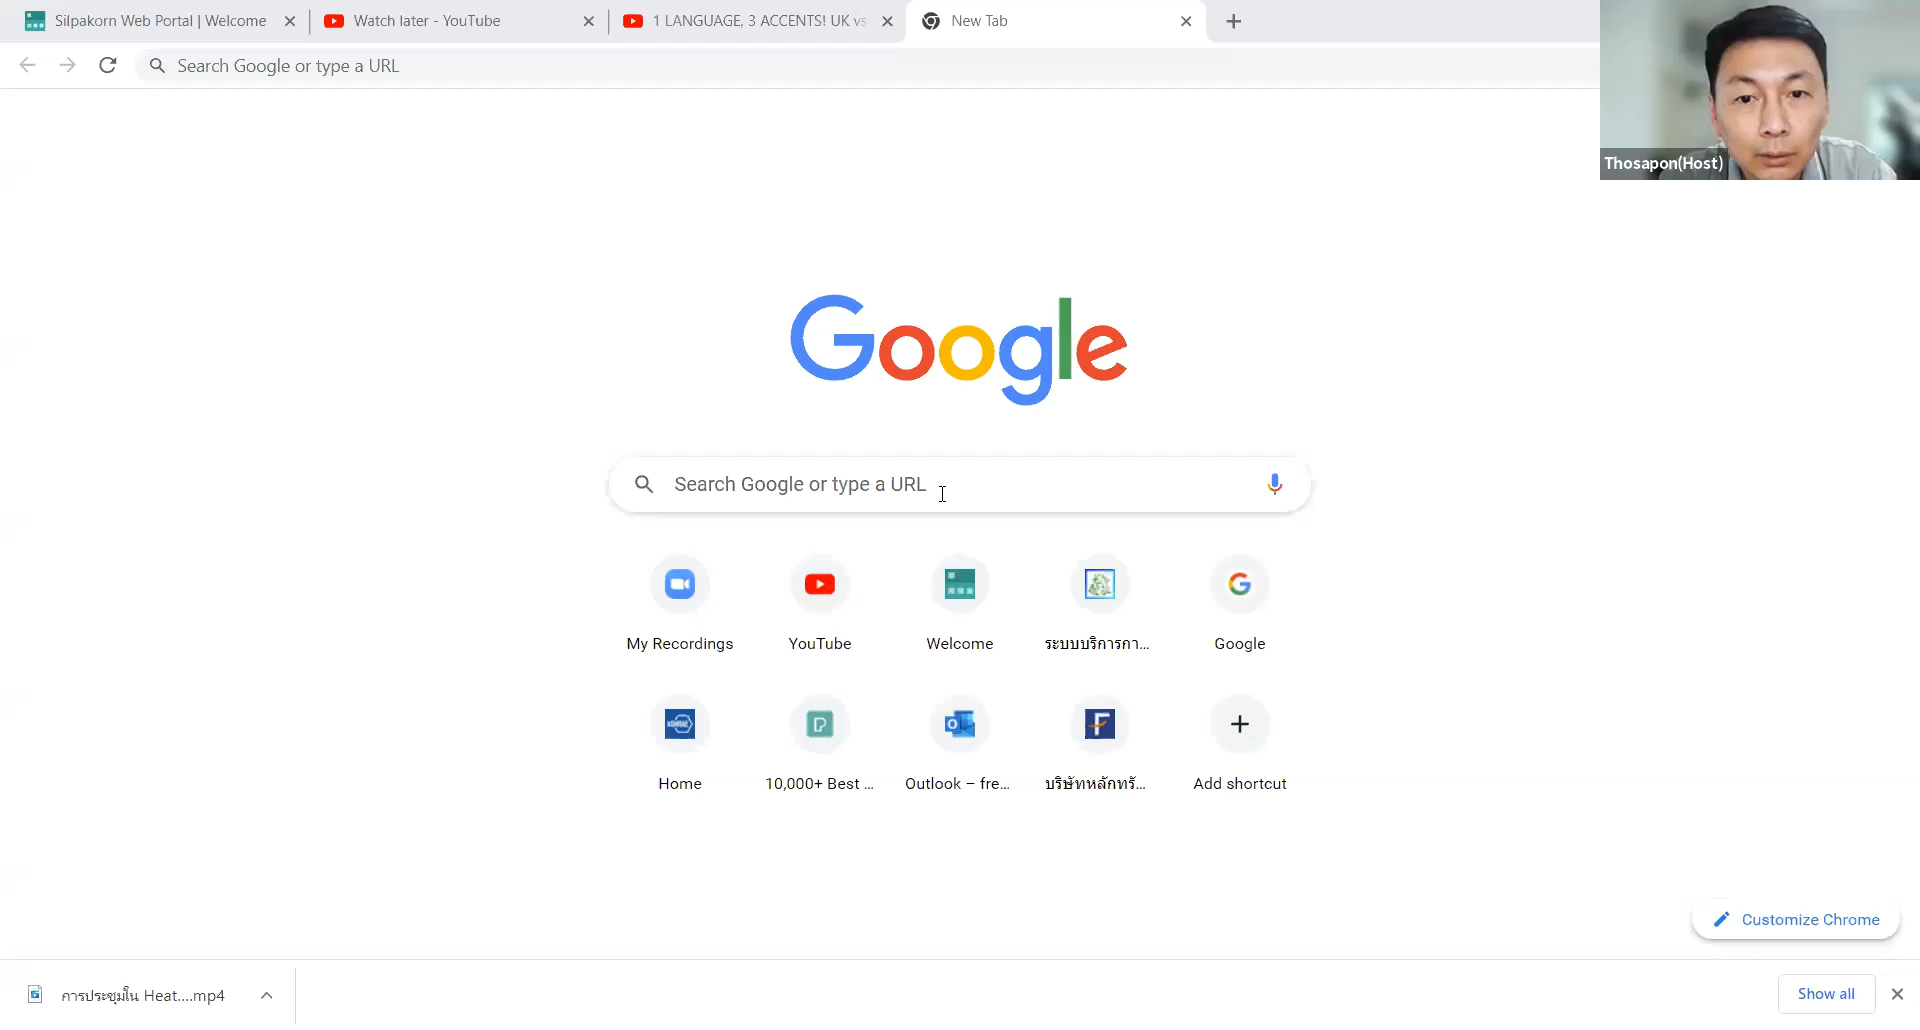 Silpakorn Web Portal | Welcome
Watch later - YouTube
1 LANGUAGE, 3 ACCENTS! UK vs
New Tab
Search Google or type a URL
Thosapon(Host)
Google
Search Google or type a URL
My Recordings
YouTube
Welcome
ระบบบริการกา...
Google
Home
10,000+ Best ...
Outlook – fre...
บริษัทหลักทรั...
Add shortcut
Customize Chrome
การประชุมใน Heat....mp4
Show all